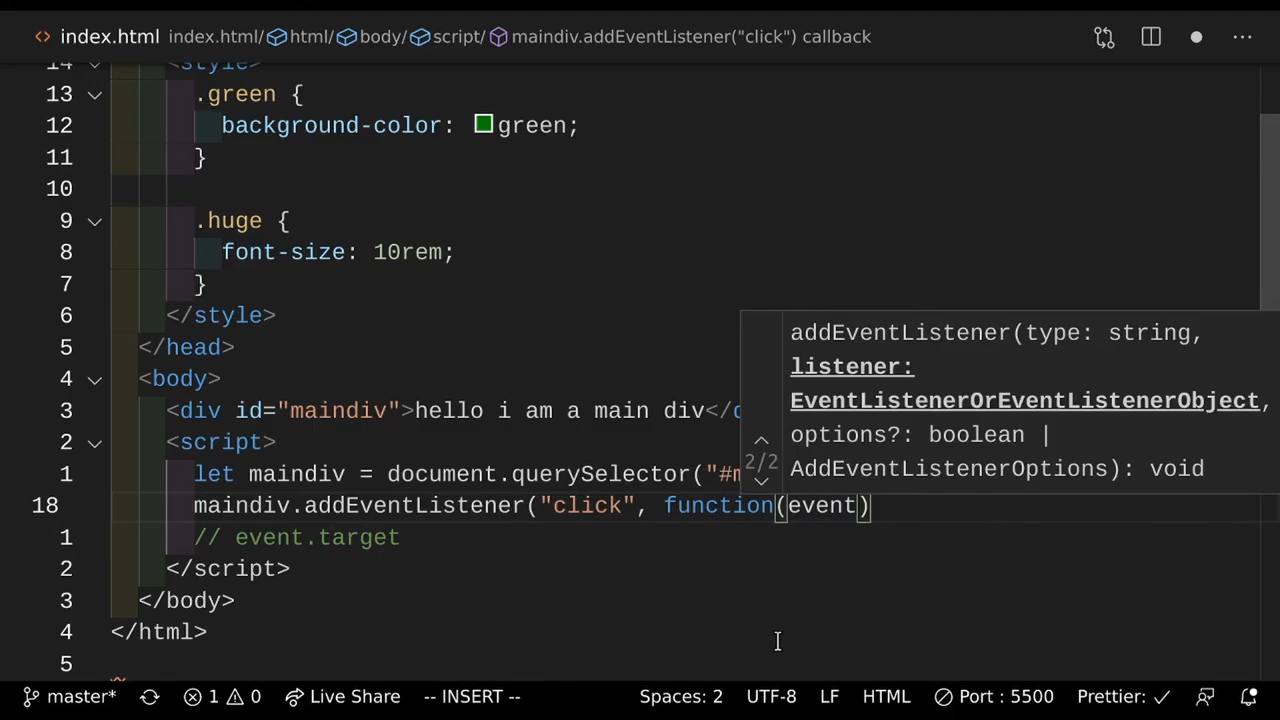 <> index.html index.html/html/body/script/maindiv.addEventListener("click") callback
14 <style>
13 .green {
12 background-color: green;
11 }
10
9 .huge {
8 font-size: 10rem;
7 }
6 </style>
5 </head>
4 <body>
3 <div id="maindiv">hello i am a main div</
2 <script>
1 let maindiv = document.querySelector("#
18 maindiv.addEventListener("click", function(event)
1 // event.target
2 </script>
3 </body>
4 </html>
5
addEventListener(type: string,
listener:
EventListenerOrEventListenerObject,
options?: boolean |
AddEventListenerOptions): void
2/2
master* 1 0 Live Share -- INSERT -- Spaces: 2 UTF-8 LF HTML Port : 5500 Prettier: ✓